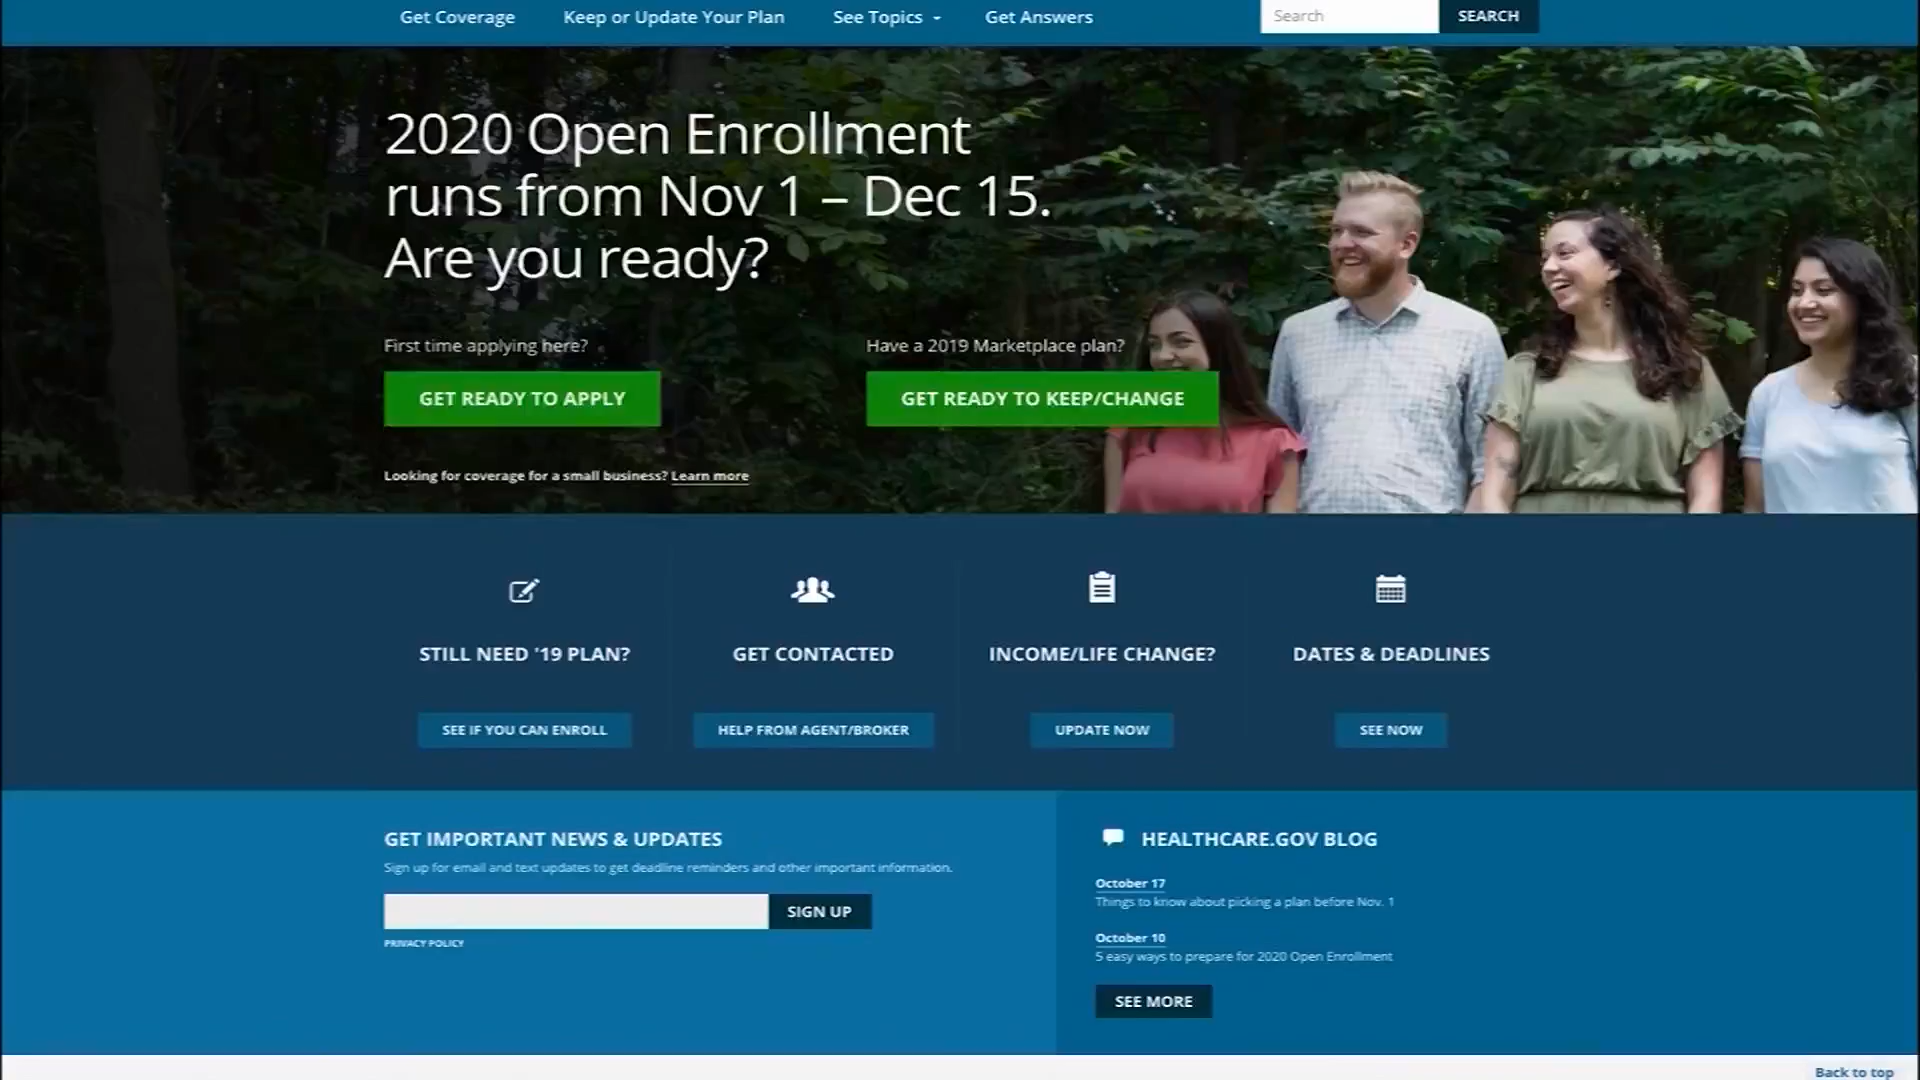 Get Coverage
Keep or Update Your Plan
See Topics
Get Answers
Search
SEARCH
2020 Open Enrollment
runs from Nov 1 – Dec 15.
Are you ready?
First time applying here?
GET READY TO APPLY
Have a 2019 Marketplace plan?
GET READY TO KEEP/CHANGE
Looking for coverage for a small business? Learn more
STILL NEED '19 PLAN?
SEE IF YOU CAN ENROLL
GET CONTACTED
HELP FROM AGENT/BROKER
INCOME/LIFE CHANGE?
UPDATE NOW
DATES & DEADLINES
SEE NOW
GET IMPORTANT NEWS & UPDATES
Sign up for email and text updates to get deadline reminders and other important information.
SIGN UP
PRIVACY POLICY
HEALTHCARE.GOV BLOG
October 17
Things to know about picking a plan before Nov. 1
October 10
5 easy ways to prepare for 2020 Open Enrollment
SEE MORE
Back to top